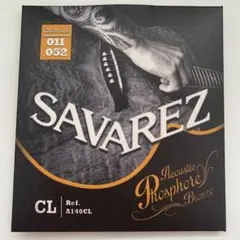 011
052
SAVAREZ
Acoustic
Phosphore
Bronze
CL
Ref.
A140CL